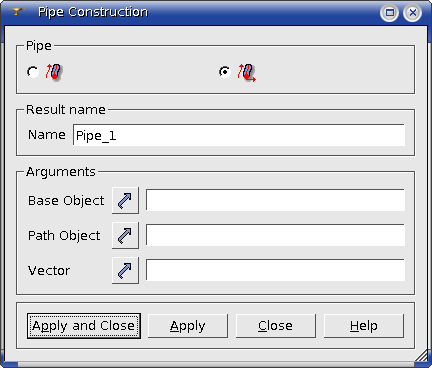 Pipe Construction
Pipe
Result name
Name Pipe_1
Arguments
Base Object
Path Object
Vector
Apply and Close Apply Close Help